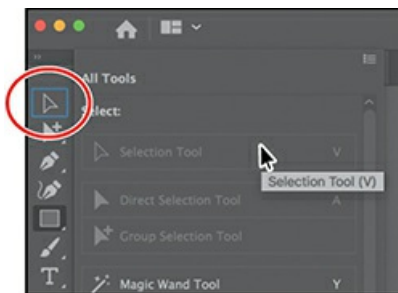 All Tools
Select:
Selection Tool V
Selection Tool (V)
Direct Selection Tool A
Group Selection Tool
Magic Wand Tool Y